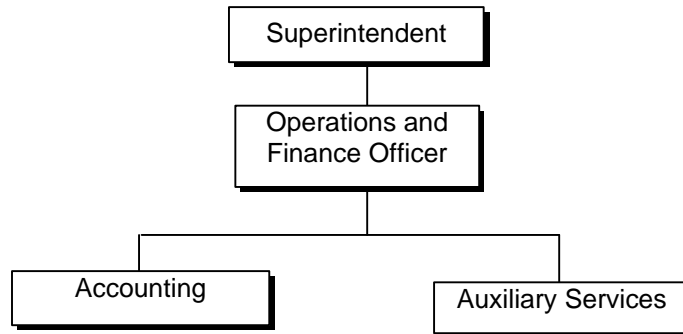 Superintendent
Operations and
Finance Officer
Accounting
Auxiliary Services